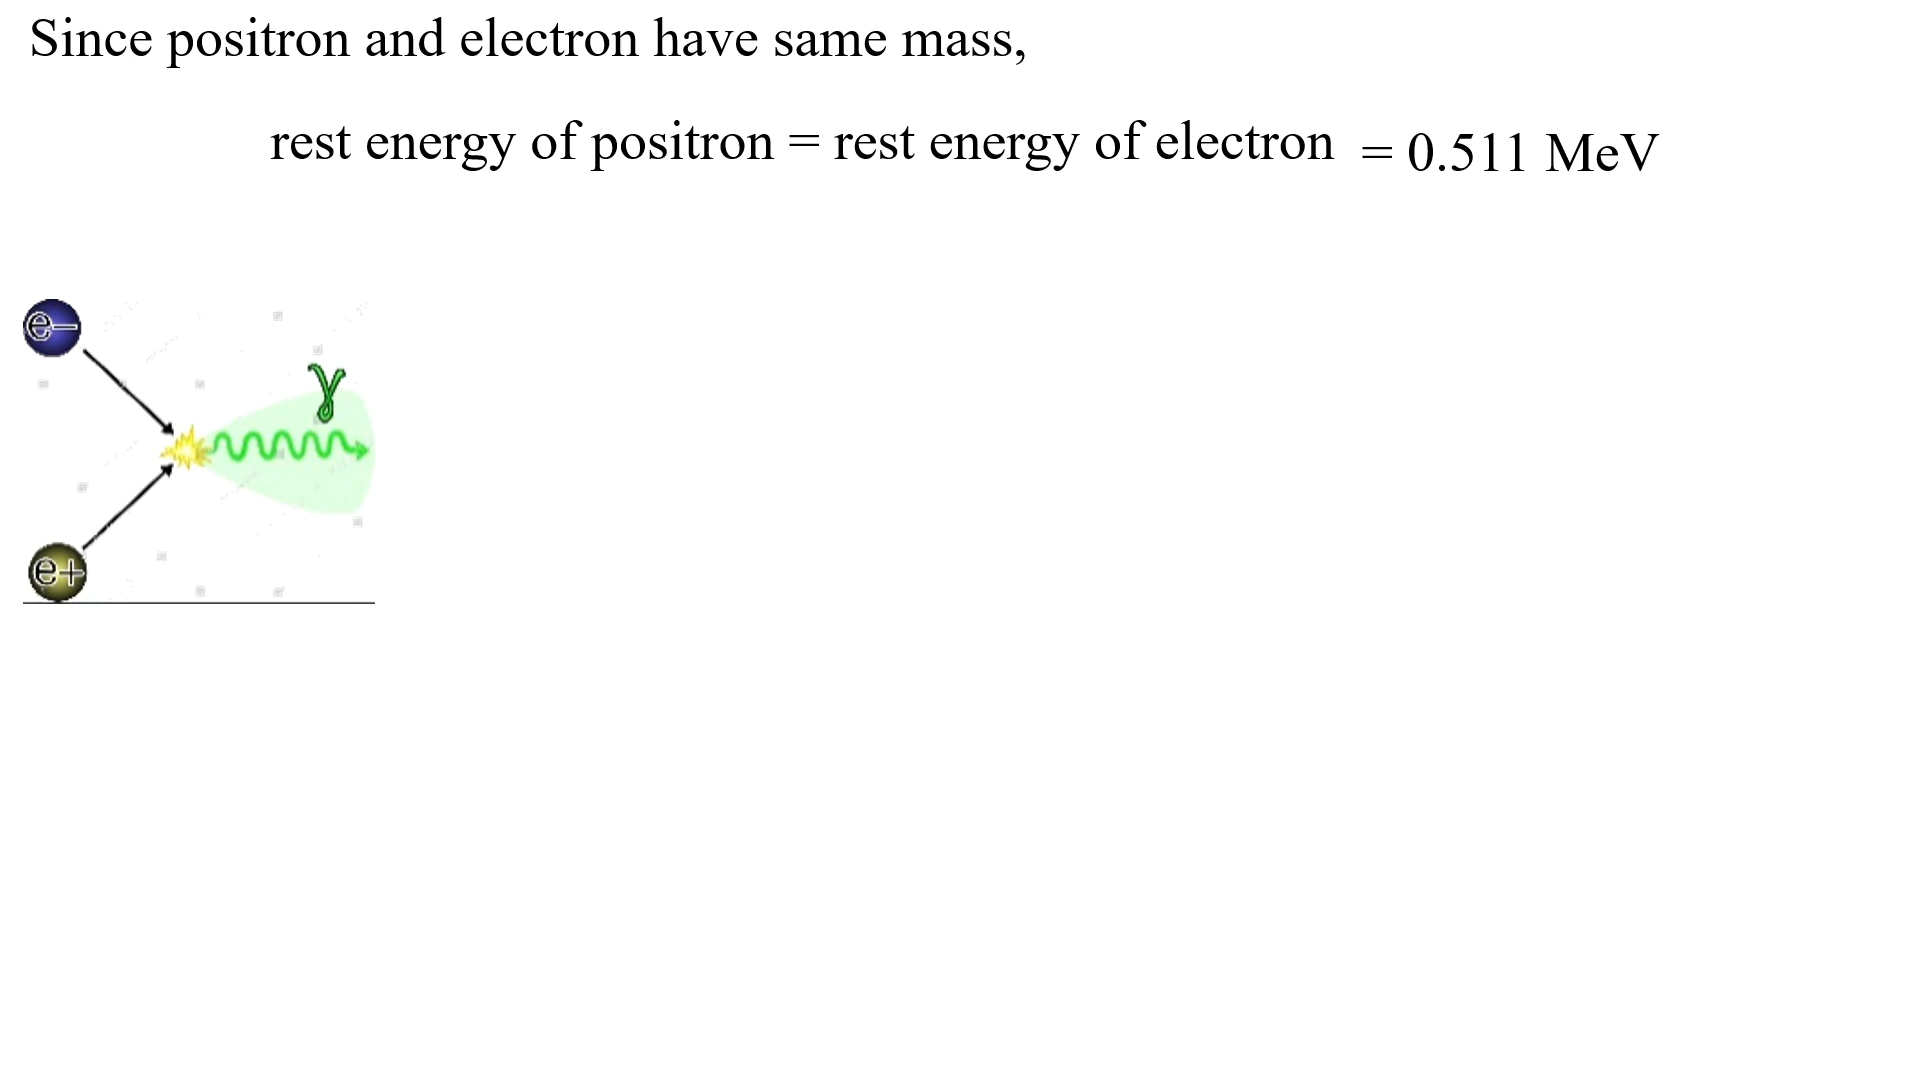 Since positron and electron have same mass,
rest energy of positron = rest energy of electron = 0.511 MeV
e−
γ
e+